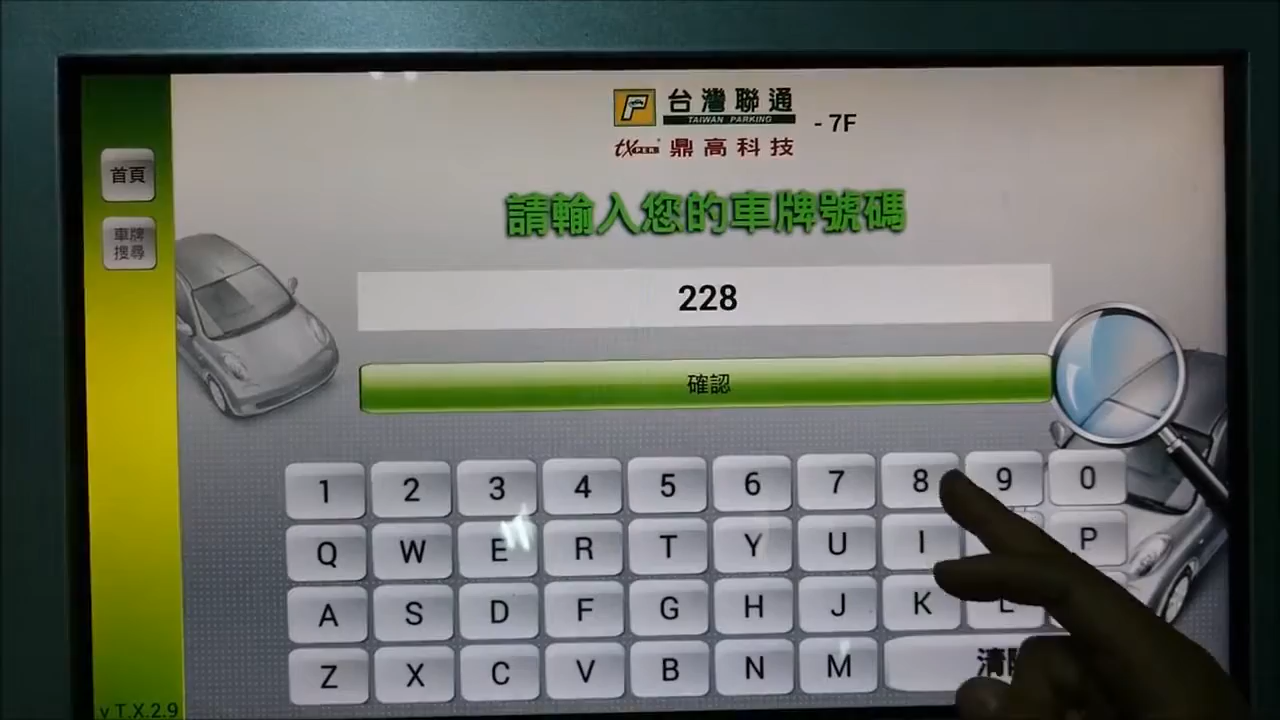 台灣聯通
TAIWAN PARKING
- 7F
鼎高科技
首頁
車牌
搜尋
請輸入您的車牌號碼
228
確認
1 2 3 4 5 6 7 8 9 0
Q W E R T Y U I P
A S D F G H J K L
Z X C V B N M 清
v T.X.2.9